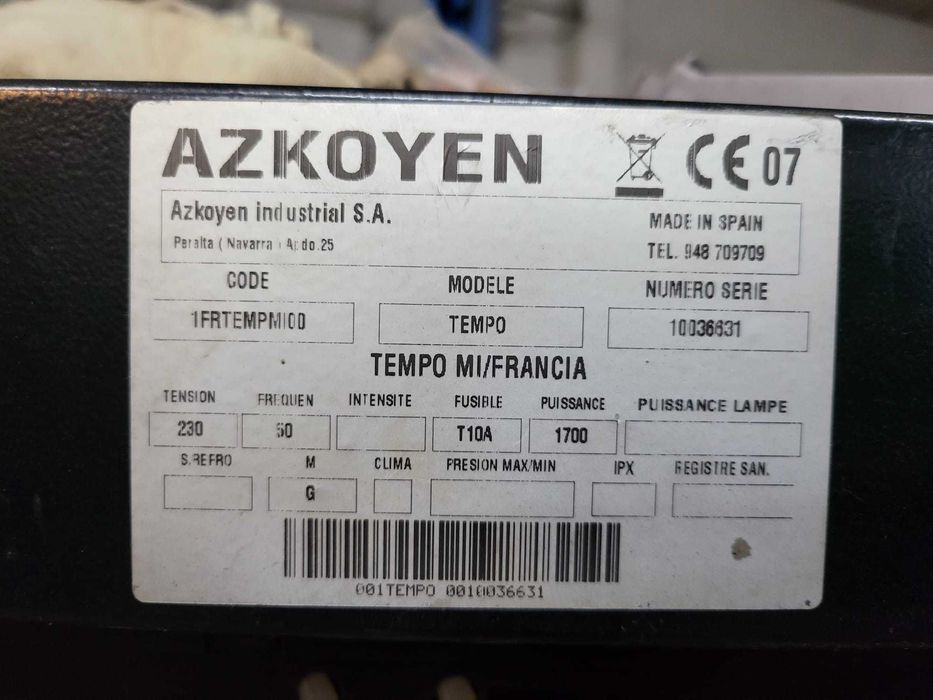 AZKOYEN
CE 07
Azkoyen industrial S.A.
Peralta ( Navarra ) Apdo.25
MADE IN SPAIN
TEL. 948 709709
CODE MODELE NUMERO SERIE
1FRTEMPMI00 TEMPO 10036631
TEMPO MI/FRANCIA
TENSION FREQUEN INTENSITE FUSIBLE PUISSANCE PUISSANCE LAMPE
230 50 T10A 1700
S.REFRO M CLIMA PRESION MAX/MIN IPX REGISTRE SAN.
G
001TEMPO 0010036631